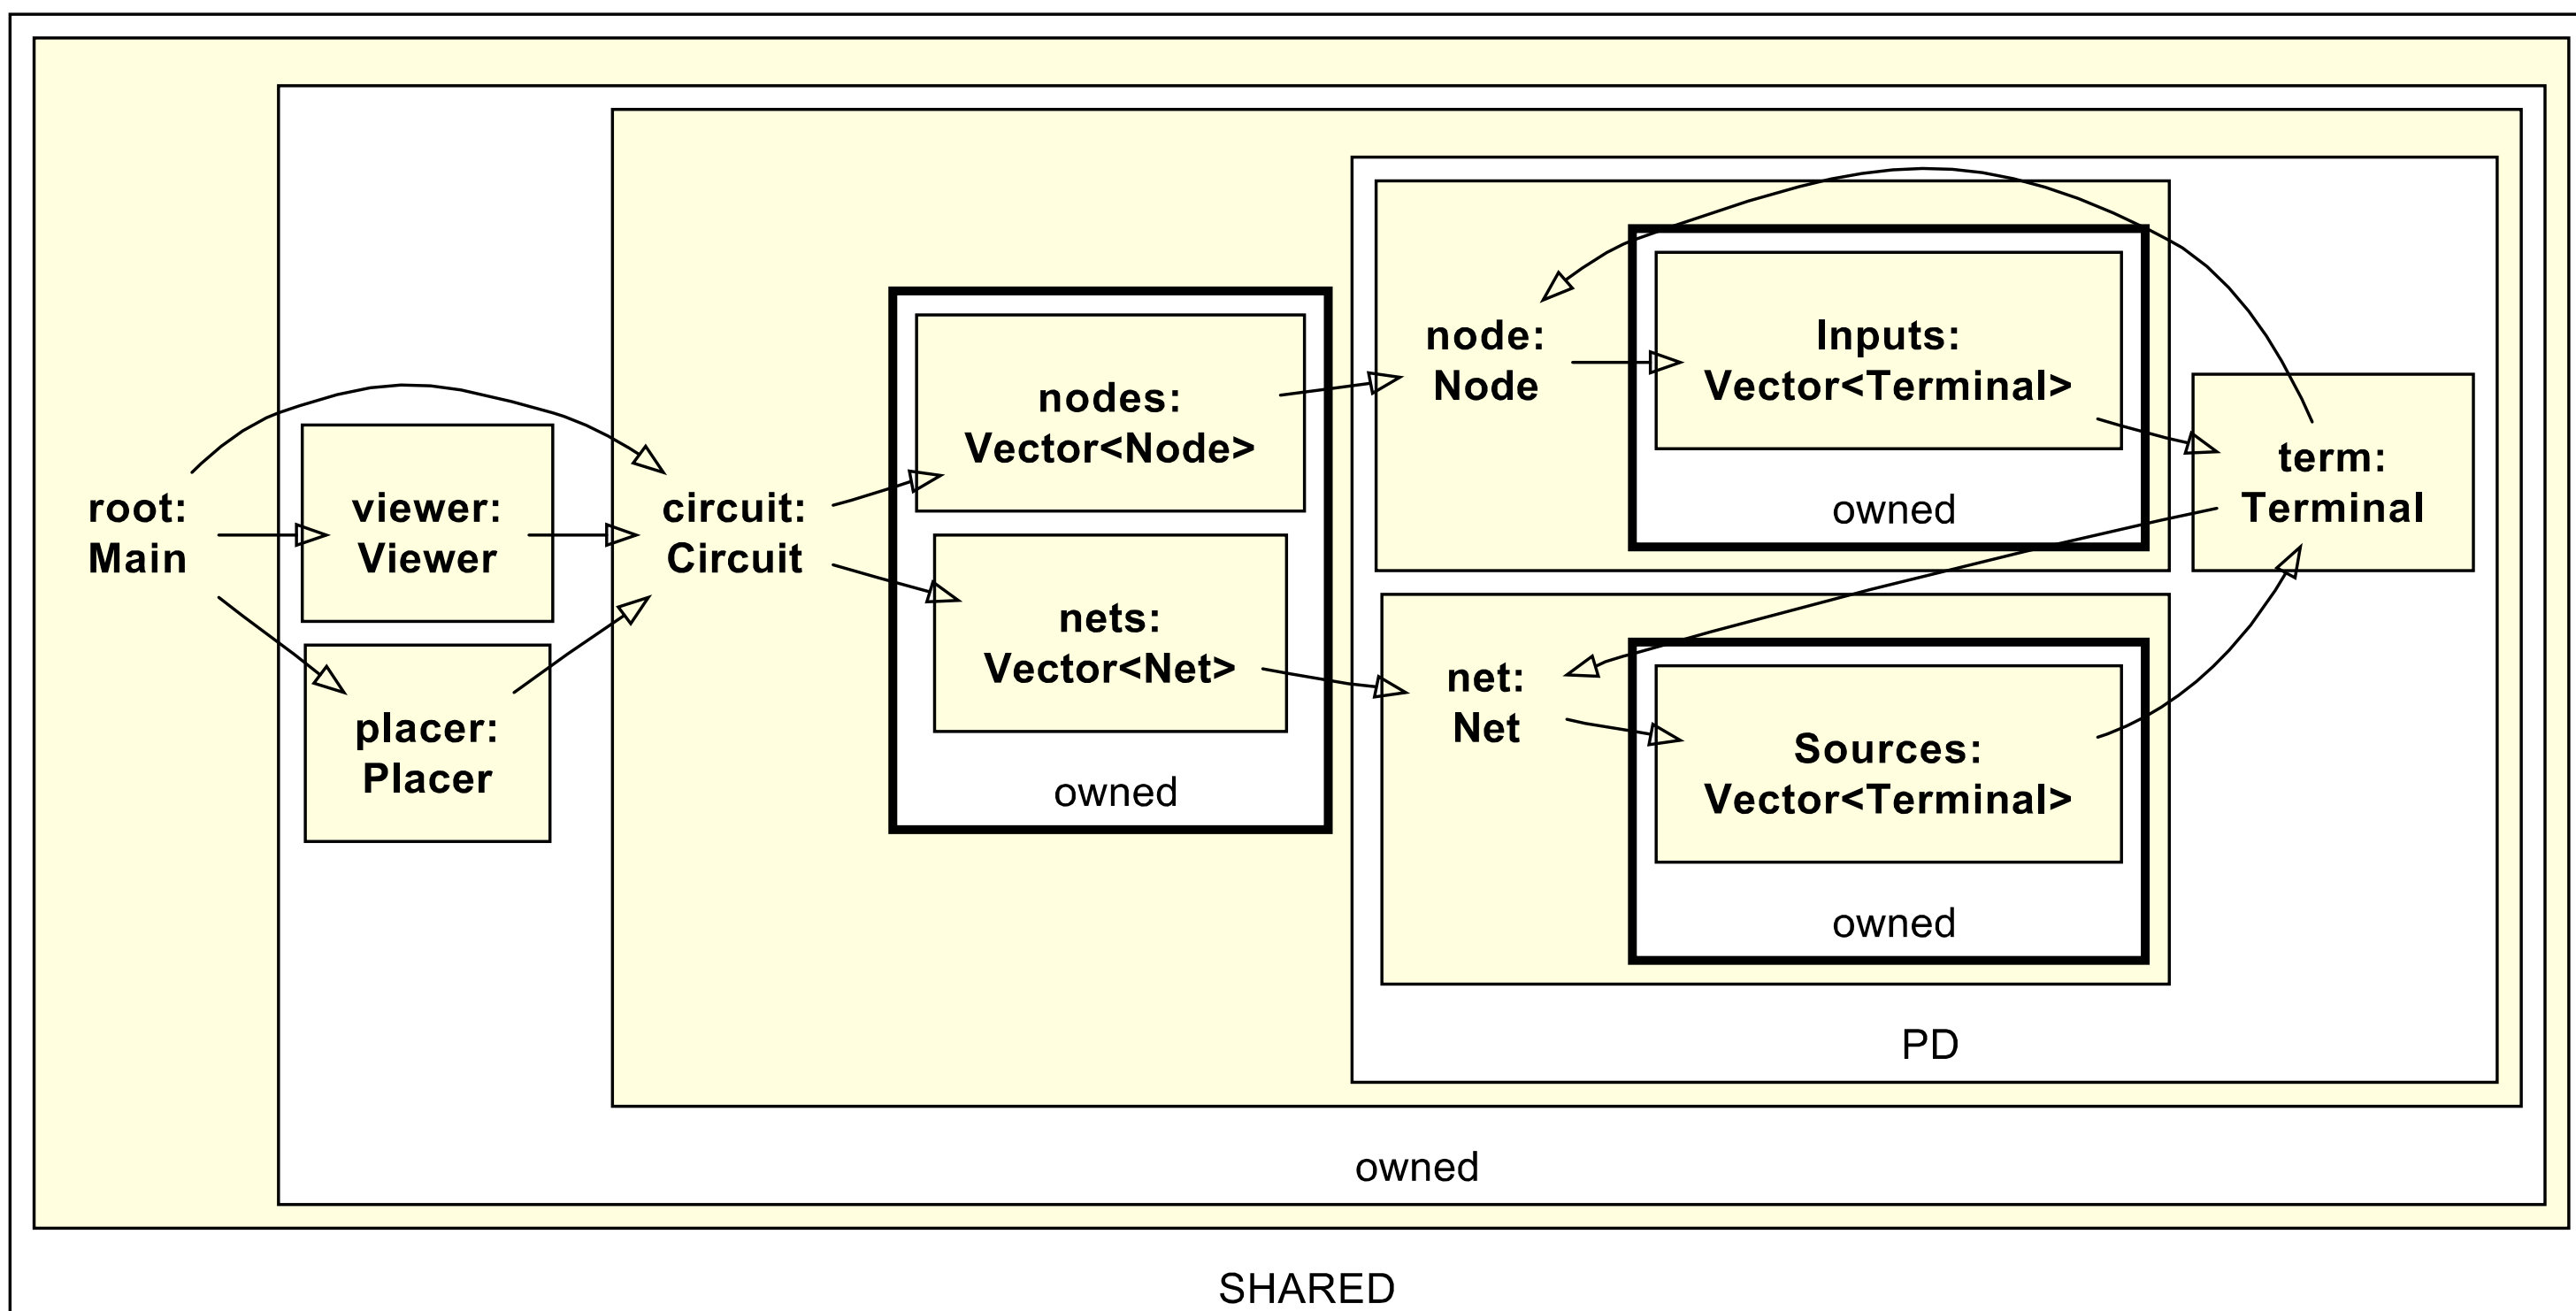 root:
Main
viewer:
Viewer
placer:
Placer
circuit:
Circuit
nodes:
Vector<Node>
nets:
Vector<Net>
owned
node:
Node
Inputs:
Vector<Terminal>
owned
term:
Terminal
net:
Net
Sources:
Vector<Terminal>
owned
PD
owned
SHARED